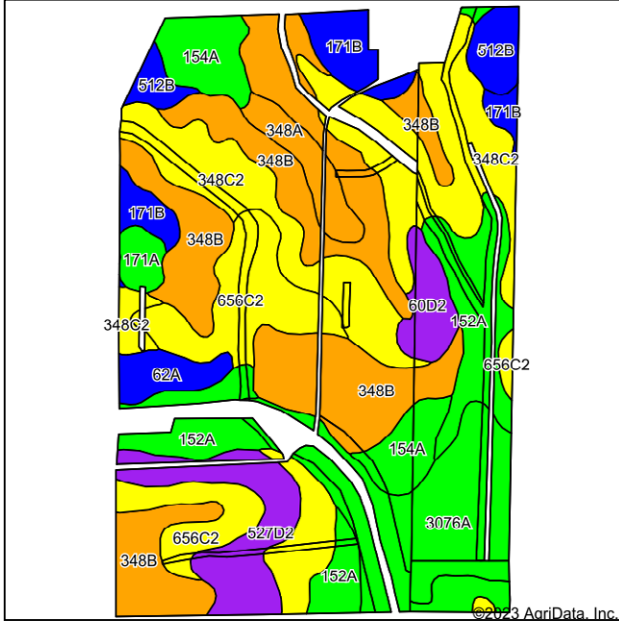 171B
512B
154A
512B
171B
348A
348B
348B
348C2
348C2
171B
348B
171A
656C2
60D2
152A
348C2
656C2
62A
348B
152A
154A
3076A
527D2
656C2
348B
152A
©2023 AgriData, Inc.